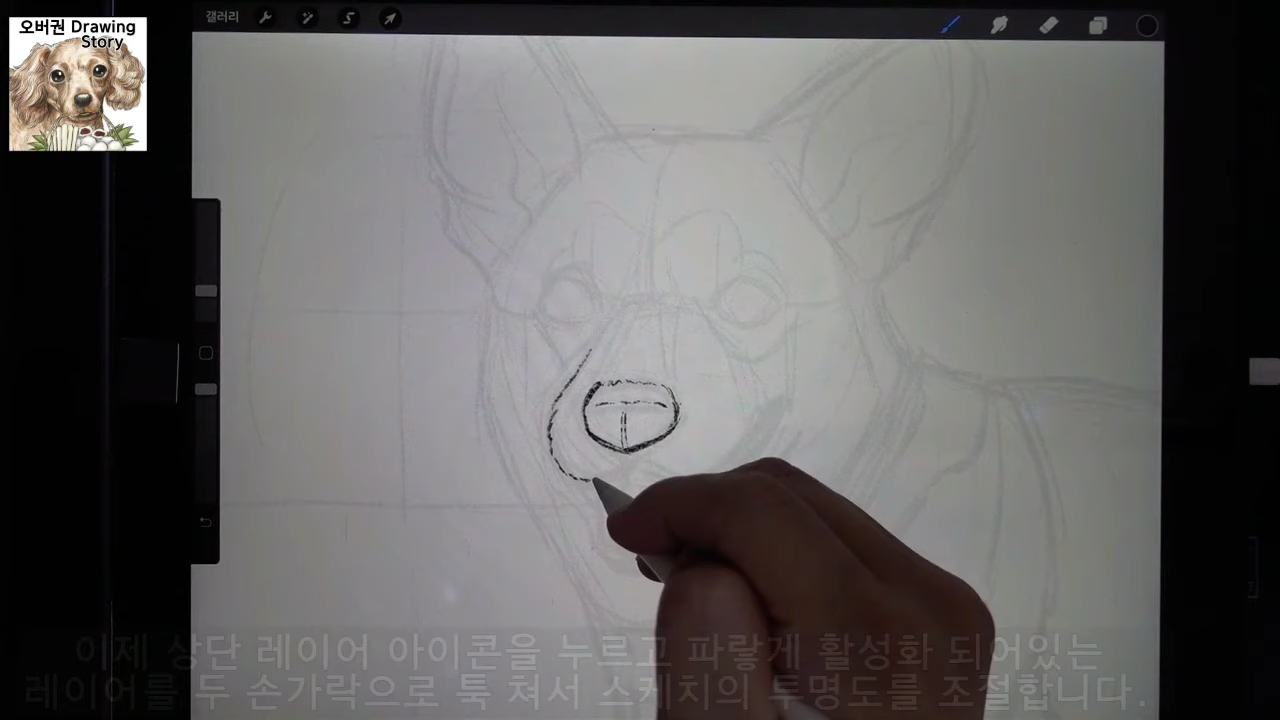 오버권 Drawing
Story
갤러리
이제 상단 레이어 아이콘을 누르고 파랗게 활성화 되어있는
레이어를 두 손가락으로 툭 쳐서 스케치의 투명도를 조절합니다.